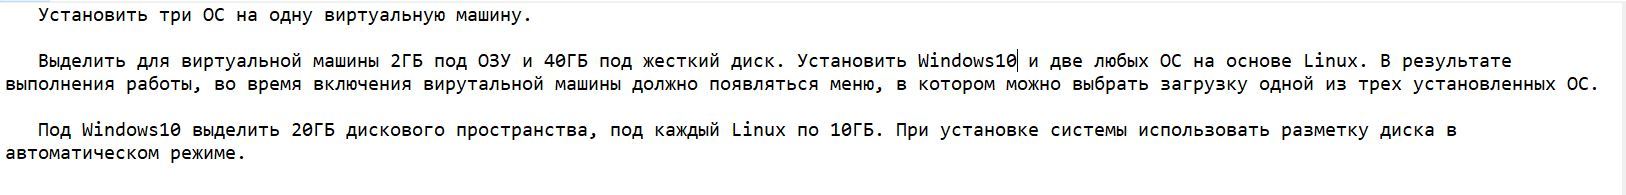 Установить три ОС на одну виртуальную машину.
Выделить для виртуальной машины 2ГБ под ОЗУ и 40ГБ под жесткий диск. Установить Windows10 и две любых ОС на основе Linux. В результате
выполнения работы, во время включения вирутальной машины должно появляться меню, в котором можно выбрать загрузку одной из трех установленных ОС.
Под Windows10 выделить 20ГБ дискового пространства, под каждый Linux по 10ГБ. При установке системы использовать разметку диска в
автоматическом режиме.